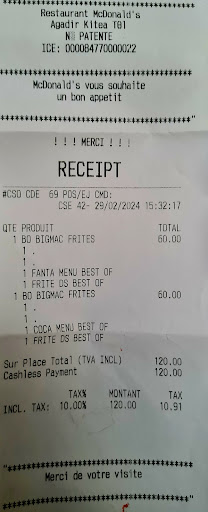 ************************************
Restaurant McDonald's
Agadir Kitea T01
N PATENTE
ICE: 000084770000022
************************************
McDonald's vous souhaite
un bon appetit
************************************"
! ! ! MERCI ! ! !
RECEIPT
#CSO CDE 69 POS/EJ CMD:
CSE 42- 29/02/2024 15:32:17
QTE PRODUIT TOTAL
1 BO BIGMAC FRITES 60.00
1 .
1 .
1 FANTA MENU BEST OF
1 FRITE DS BEST OF
1 BO BIGMAC FRITES 60.00
1 .
1 .
1 COCA MENU BEST OF
1 FRITE DS BEST OF
Sur Place Total (TVA INCL) 120.00
Cashless Payment 120.00
TAX% MONTANT TAX
INCL. TAX: 10.00% 120.00 10.91
"************************************
Merci de votre visite
************************************"